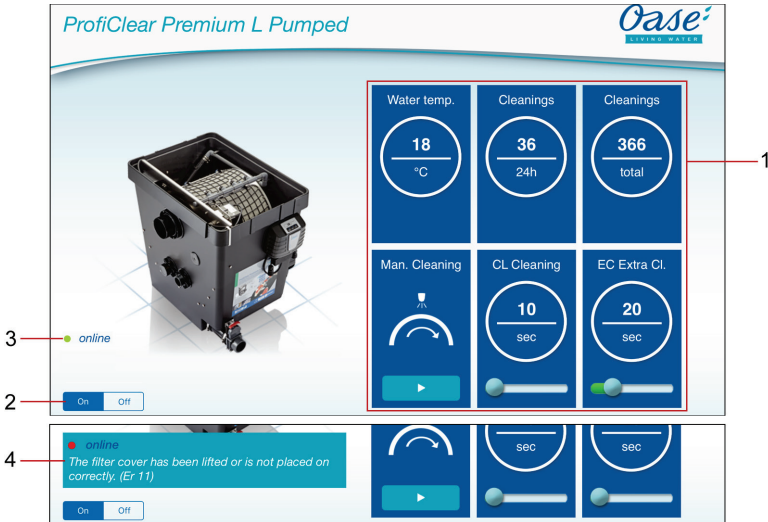 ProfiClear Premium L Pumped
Oase
LIVING WATER
Water temp.
18
°C
Cleanings
36
24h
Cleanings
366
total
1
Man. Cleaning
CL Cleaning
10
sec
EC Extra Cl.
20
sec
3
online
2
On
Off
online
4
The filter cover has been lifted or is not placed on
correctly. (Er 11)
On
Off
sec
sec